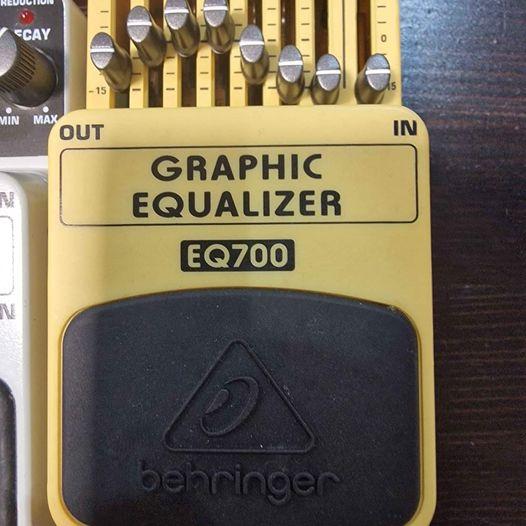 REDUCTION
DECAY
MIN MAX
0
-15
-15
OUT IN
GRAPHIC
EQUALIZER
EQ700
behringer